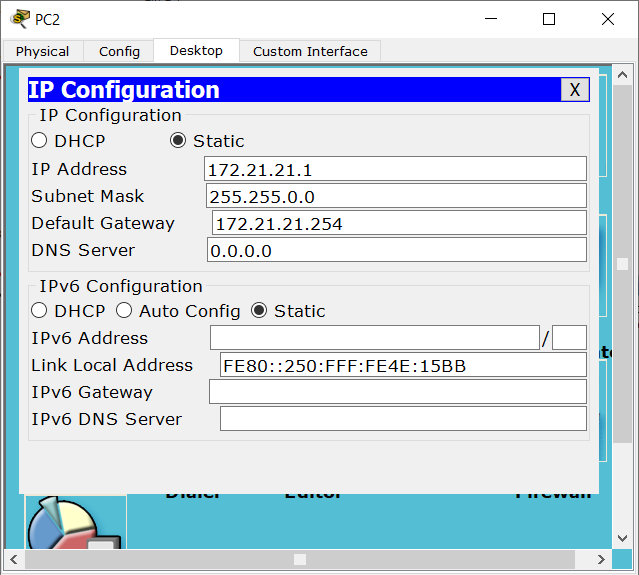 PC2
Physical Config Desktop Custom Interface
IP Configuration X
IP Configuration
DHCP Static
IP Address 172.21.21.1
Subnet Mask 255.255.0.0
Default Gateway 172.21.21.254
DNS Server 0.0.0.0
IPv6 Configuration
DHCP Auto Config Static
IPv6 Address /
Link Local Address FE80::250:FFF:FE4E:15BB
IPv6 Gateway
IPv6 DNS Server
Dialer Editor Firewall